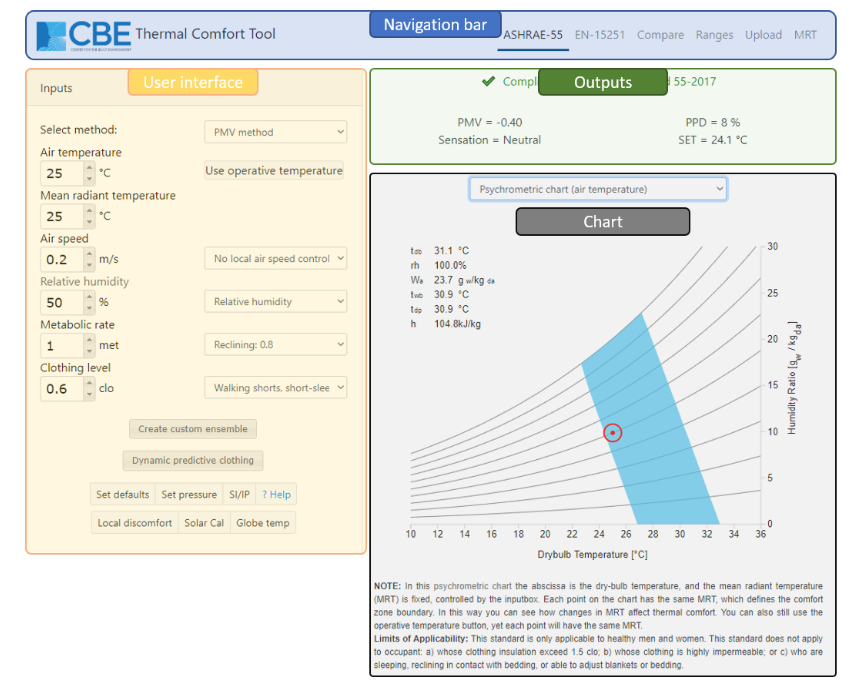 CBE Thermal Comfort Tool
Navigation bar
ASHRAE-55 EN-15251 Compare Ranges Upload MRT
Inputs
User interface
Select method: PMV method
Air temperature
25 °C Use operative temperature
Mean radiant temperature
25 °C
Air speed
0.2 m/s No local air speed control
Relative humidity
50 % Relative humidity
Metabolic rate
1 met Reclining: 0.8
Clothing level
0.6 clo Walking shorts, short-slee
Create custom ensemble
Dynamic predictive clothing
Set defaults Set pressure SI/IP ? Help
Local discomfort Solar Cal Globe temp
Outputs
55-2017
PMV = -0.40 PPD = 8 %
Sensation = Neutral SET = 24.1 °C
Psychrometric chart (air temperature)
Chart
tdb 31.1 °C
rh 100.0%
Wa 23.7 g w/kg da
twb 30.9 °C
tdp 30.9 °C
h 104.8kJ/kg
30
25
20
15
10
5
0
Humidity Ratio [gw / kgda]
10 12 14 16 18 20 22 24 26 28 30 32 34 36
Drybulb Temperature [°C]
NOTE: In this psychrometric chart the abscissa is the dry-bulb temperature, and the mean radiant temperature
(MRT) is fixed, controlled by the inputbox. Each point on the chart has the same MRT, which defines the comfort
zone boundary. In this way you can see how changes in MRT affect thermal comfort. You can also still use the
operative temperature button, yet each point will have the same MRT.
Limits of Applicability: This standard is only applicable to healthy men and women. This standard does not apply
to occupant: a) whose clothing insulation exceed 1.5 clo; b) whose clothing is highly impermeable; or c) who are
sleeping, reclining in contact with bedding, or able to adjust blankets or bedding.